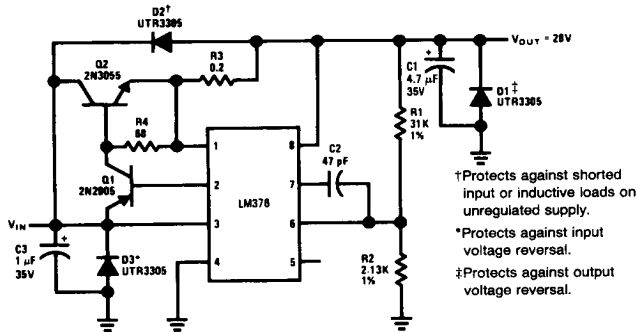 D2†
UTR3305
Q2
2N3055
R3
0.2
R4
68
Q1
2N2905
VIN
C3
1 µF
35V
+
D3*
UTR3305
1
2
3
4
LM376
8
7
6
5
C2
47 pF
R1
31K
1%
R2
2.13K
1%
+
C1
4.7 µF
35V
D1‡
UTR3305
VOUT = 28V
†Protects against shorted
input or inductive loads on
unregulated supply.
*Protects against input
voltage reversal.
‡Protects against output
voltage reversal.